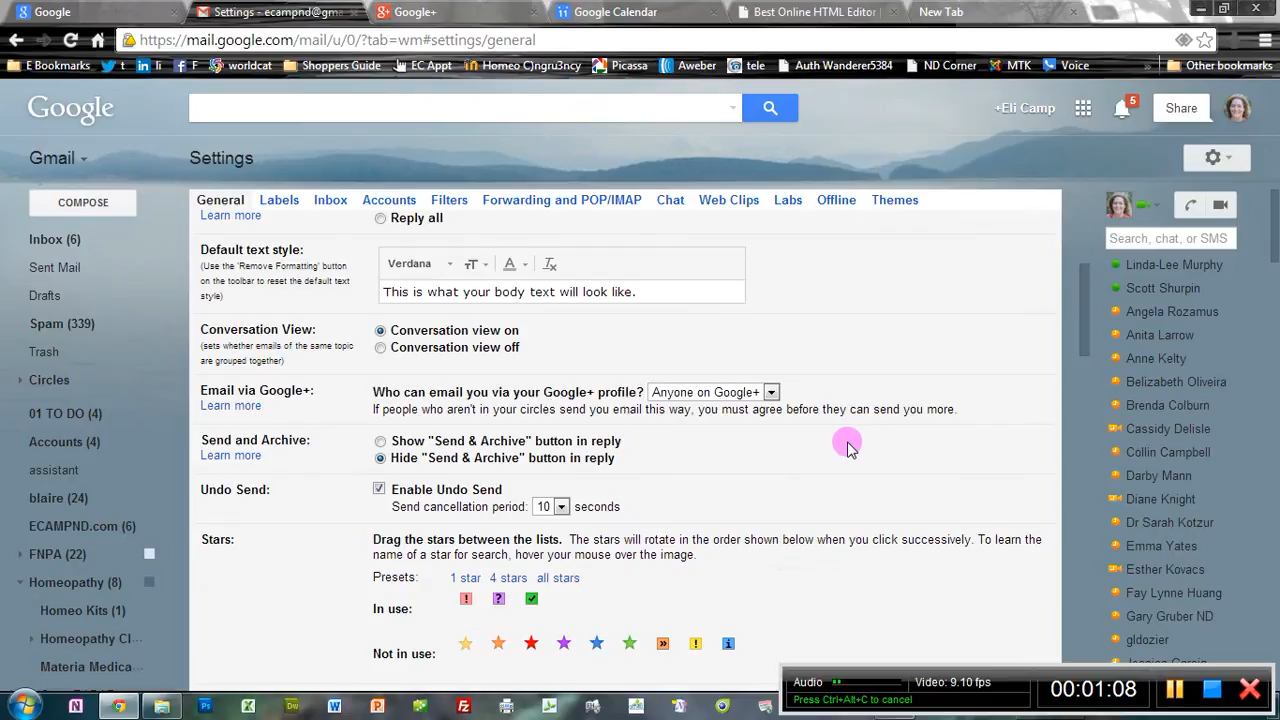 Google
Settings - ecampnd@gm
Google+
Google Calendar
Best Online HTML Editor
New Tab
https://mail.google.com/mail/u/0/?tab=wm#settings/general
E Bookmarks
t
li
F
worldcat
Shoppers Guide
EC Appt
Homeo C)ngru3ncy
Picassa
Aweber
tele
Auth Wanderer5384
ND Corner
MTK
Voice
»
Other bookmarks
Google
+Eli Camp
5
Share
Gmail
Settings
COMPOSE
General Labels Inbox Accounts Filters Forwarding and POP/IMAP Chat Web Clips Labs Offline Themes
Inbox (6)
Sent Mail
Drafts
Spam (339)
Trash
Circles
01 TO DO (4)
Accounts (4)
assistant
blaire (24)
ECAMPND.com (6)
FNPA (22)
Homeopathy (8)
Homeo Kits (1)
Homeopathy Cl...
Materia Medica...
Learn more
Reply all
Default text style:
(Use the 'Remove Formatting' button
on the toolbar to reset the default text
style)
Verdana
This is what your body text will look like.
Conversation View:
(sets whether emails of the same topic
are grouped together)
Conversation view on
Conversation view off
Email via Google+:
Learn more
Who can email you via your Google+ profile? Anyone on Google+
If people who aren't in your circles send you email this way, you must agree before they can send you more.
Send and Archive:
Learn more
Show "Send & Archive" button in reply
Hide "Send & Archive" button in reply
Undo Send:
Enable Undo Send
Send cancellation period: 10 seconds
Stars:
Drag the stars between the lists. The stars will rotate in the order shown below when you click successively. To learn the
name of a star for search, hover your mouse over the image.
Presets: 1 star 4 stars all stars
In use:
Not in use:
Search, chat, or SMS
Linda-Lee Murphy
Scott Shurpin
Angela Rozamus
Anita Larrow
Anne Kelty
Belizabeth Oliveira
Brenda Colburn
Cassidy Delisle
Collin Campbell
Darby Mann
Diane Knight
Dr Sarah Kotzur
Emma Yates
Esther Kovacs
Fay Lynne Huang
Gary Gruber ND
gldozier
Audio
Video: 9.10 fps
Press Ctrl+Alt+C to cancel
00:01:08